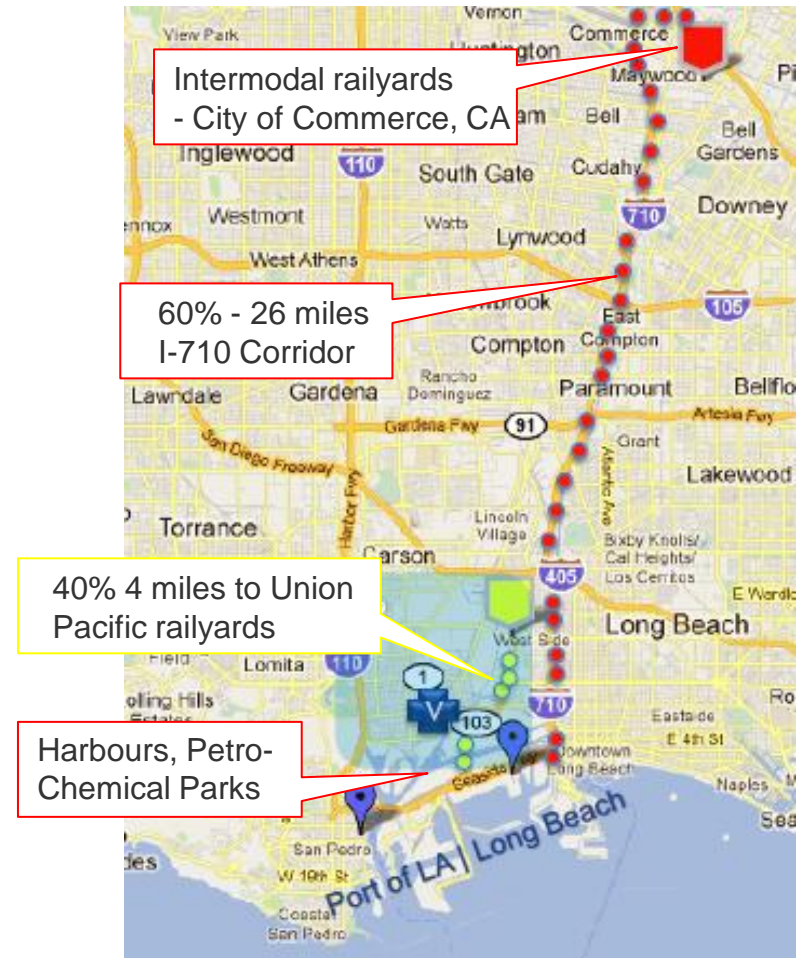 Vernon
View Park
Commerce
Huntington
Intermodal railyards
- City of Commerce, CA
Maywood
Bell
Bell
Gardens
Inglewood
110
South Gate
Cudahy
710
Downey
Westmont
Watts
Lynwood
West Athens
60% - 26 miles
I-710 Corridor
105
East
Compton
Compton
Rancho
Dominguez
Paramount
Lawndale
Gardena
Artesia Fwy
Gardena Fwy
91
San Diego Freeway
Harbor Fwy
Grant
Atlantic Ave
Lakewood
Lincoln
Village
Torrance
Bixby Knolls/
Cal Heights/
Los Cerritos
Carson
405
40% 4 miles to Union
Pacific railyards
West Side
Long Beach
Lomita
110
1
V
103
710
Eastside
E 4th St
Harbours, Petro-
Chemical Parks
Downtown
Long Beach
Naples
San Pedro
Port of LA | Long Beach
W 19th St
Coastal
San Pedro